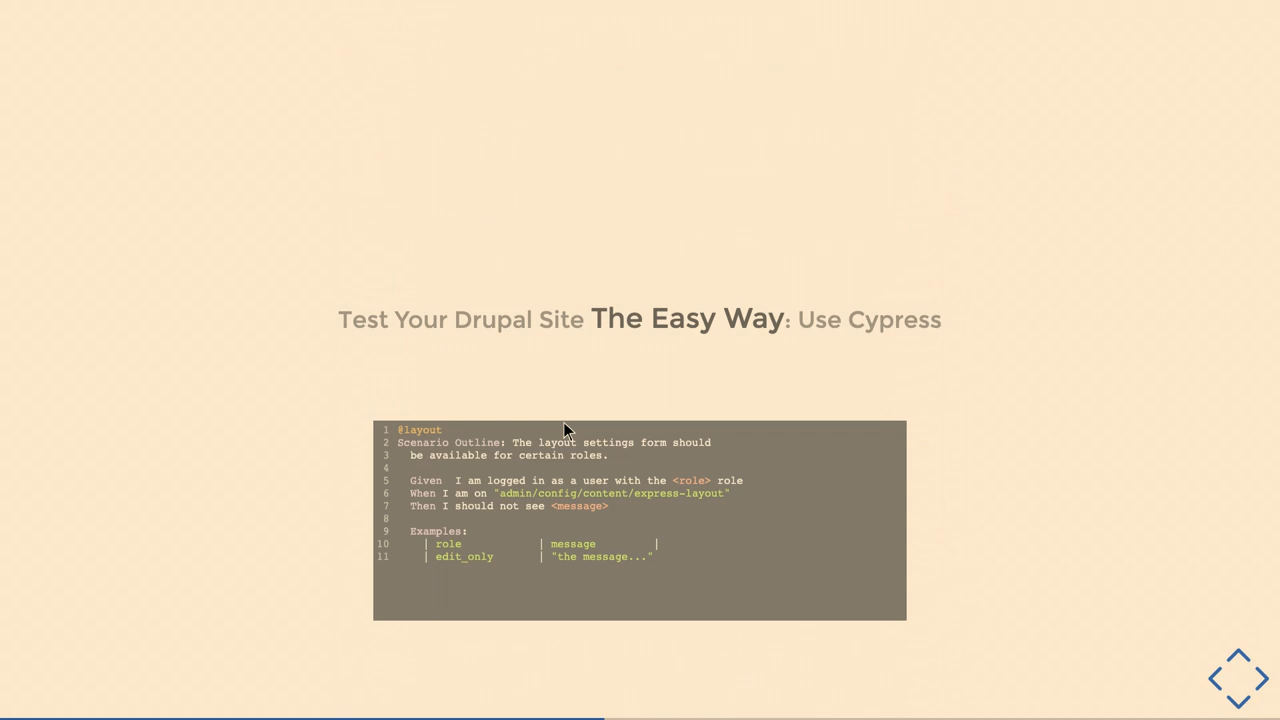 Test Your Drupal Site The Easy Way: Use Cypress
1 @layout
2 Scenario Outline: The layout settings form should
3 be available for certain roles.
4
5 Given I am logged in as a user with the <role> role
6 When I am on "admin/config/content/express-layout"
7 Then I should not see <message>
8
9 Examples:
10 | role | message |
11 | edit_only | "the message..."